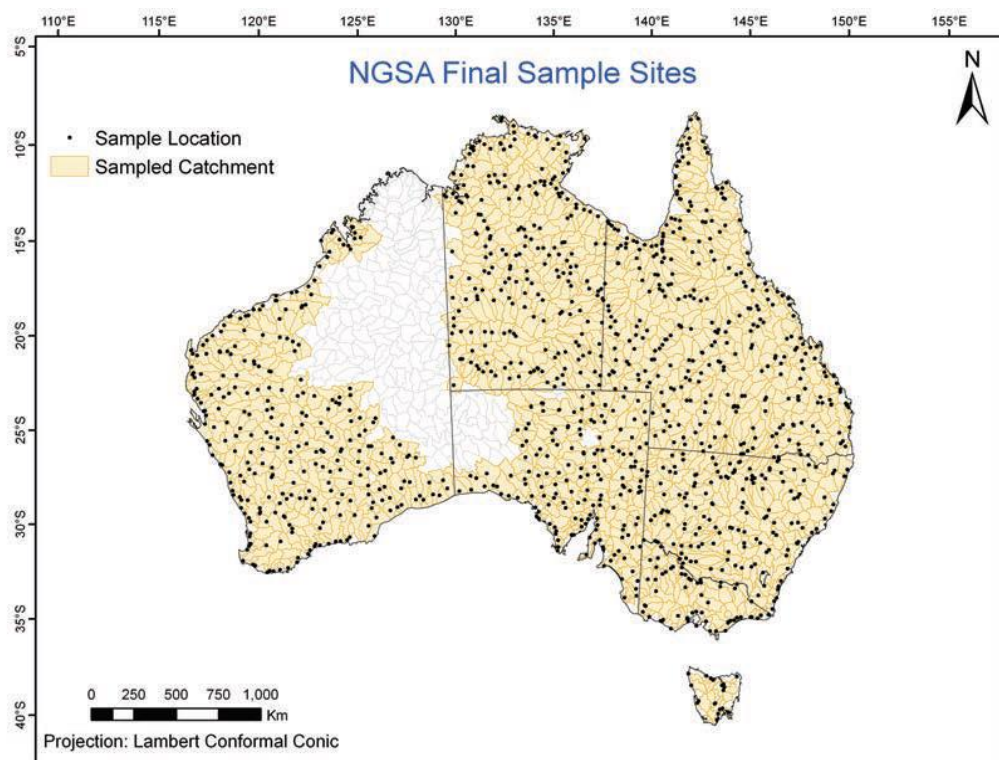 110°E 115°E 120°E 125°E 130°E 135°E 140°E 145°E 150°E 155°E
5°S
NGSA Final Sample Sites
N
Sample Location
10°S
Sampled Catchment
15°S
20°S
25°S
30°S
35°S
0 250 500 750 1,000
Km
40°S
Projection: Lambert Conformal Conic